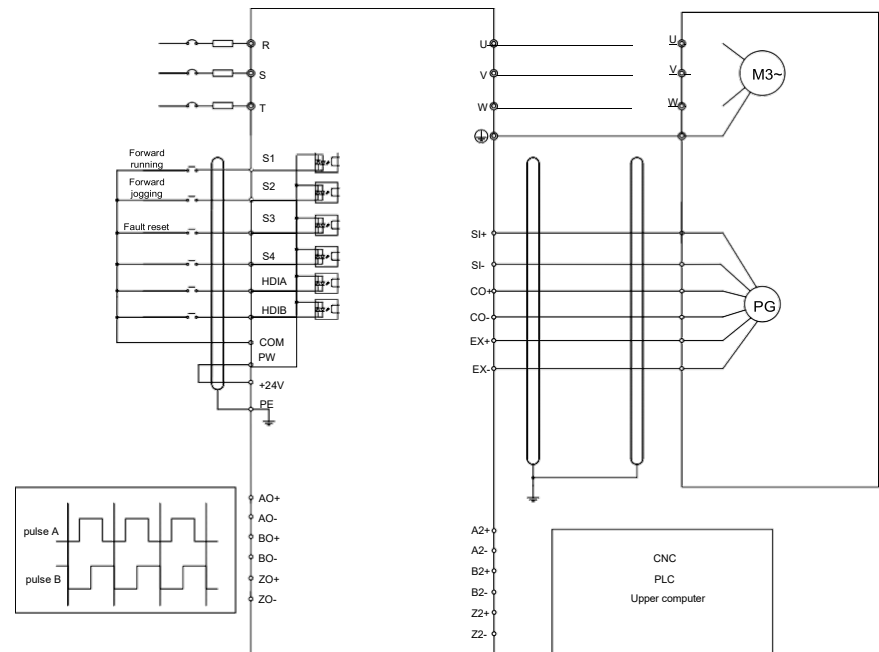 R
S
T
U
V
W
U
V
W
M3~
Forward
running
Forward
jogging
Fault reset
S1
S2
S3
S4
HDIA
HDIB
COM
PW
+24V
PE
SI+
SI-
CO+
CO-
EX+
EX-
PG
pulse A
pulse B
AO+
AO-
BO+
BO-
ZO+
ZO-
A2+
A2-
B2+
B2-
Z2+
Z2-
CNC
PLC
Upper computer